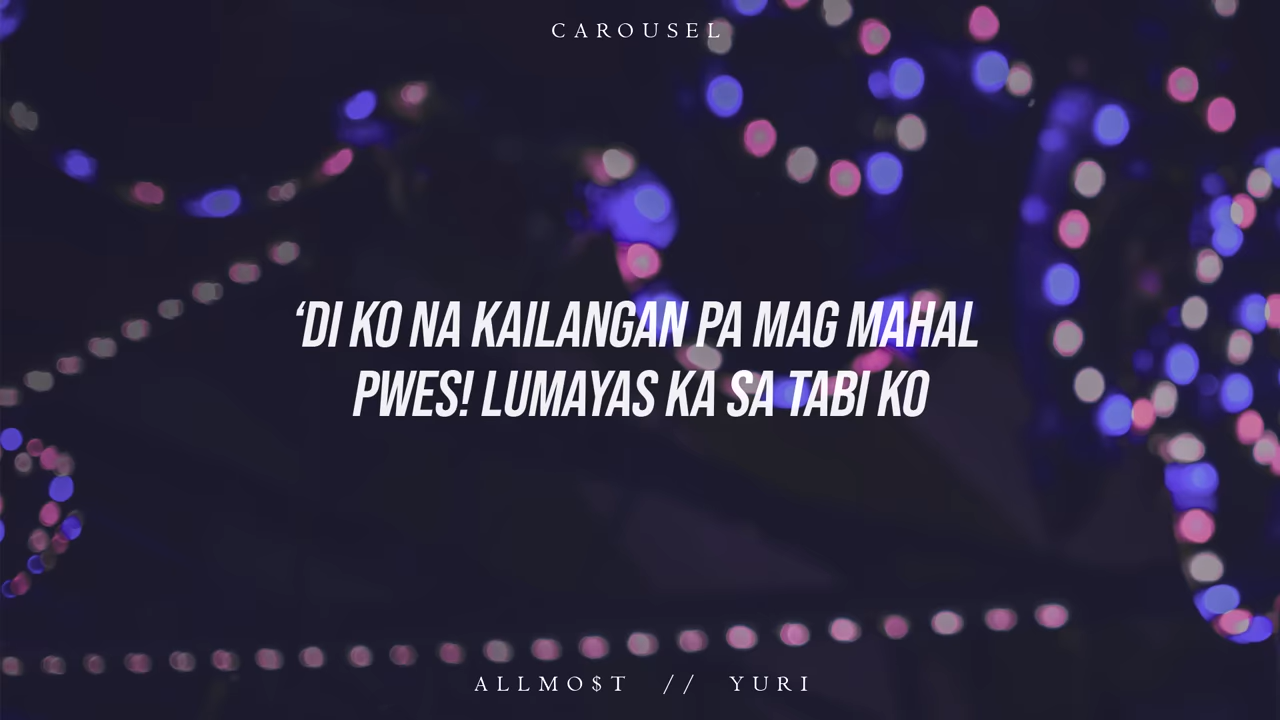 CAROUSEL
‘DI KO NA KAILANGAN PA MAG MAHAL
PWES! LUMAYAS KA SA TABI KO
ALLMO$T // YURI